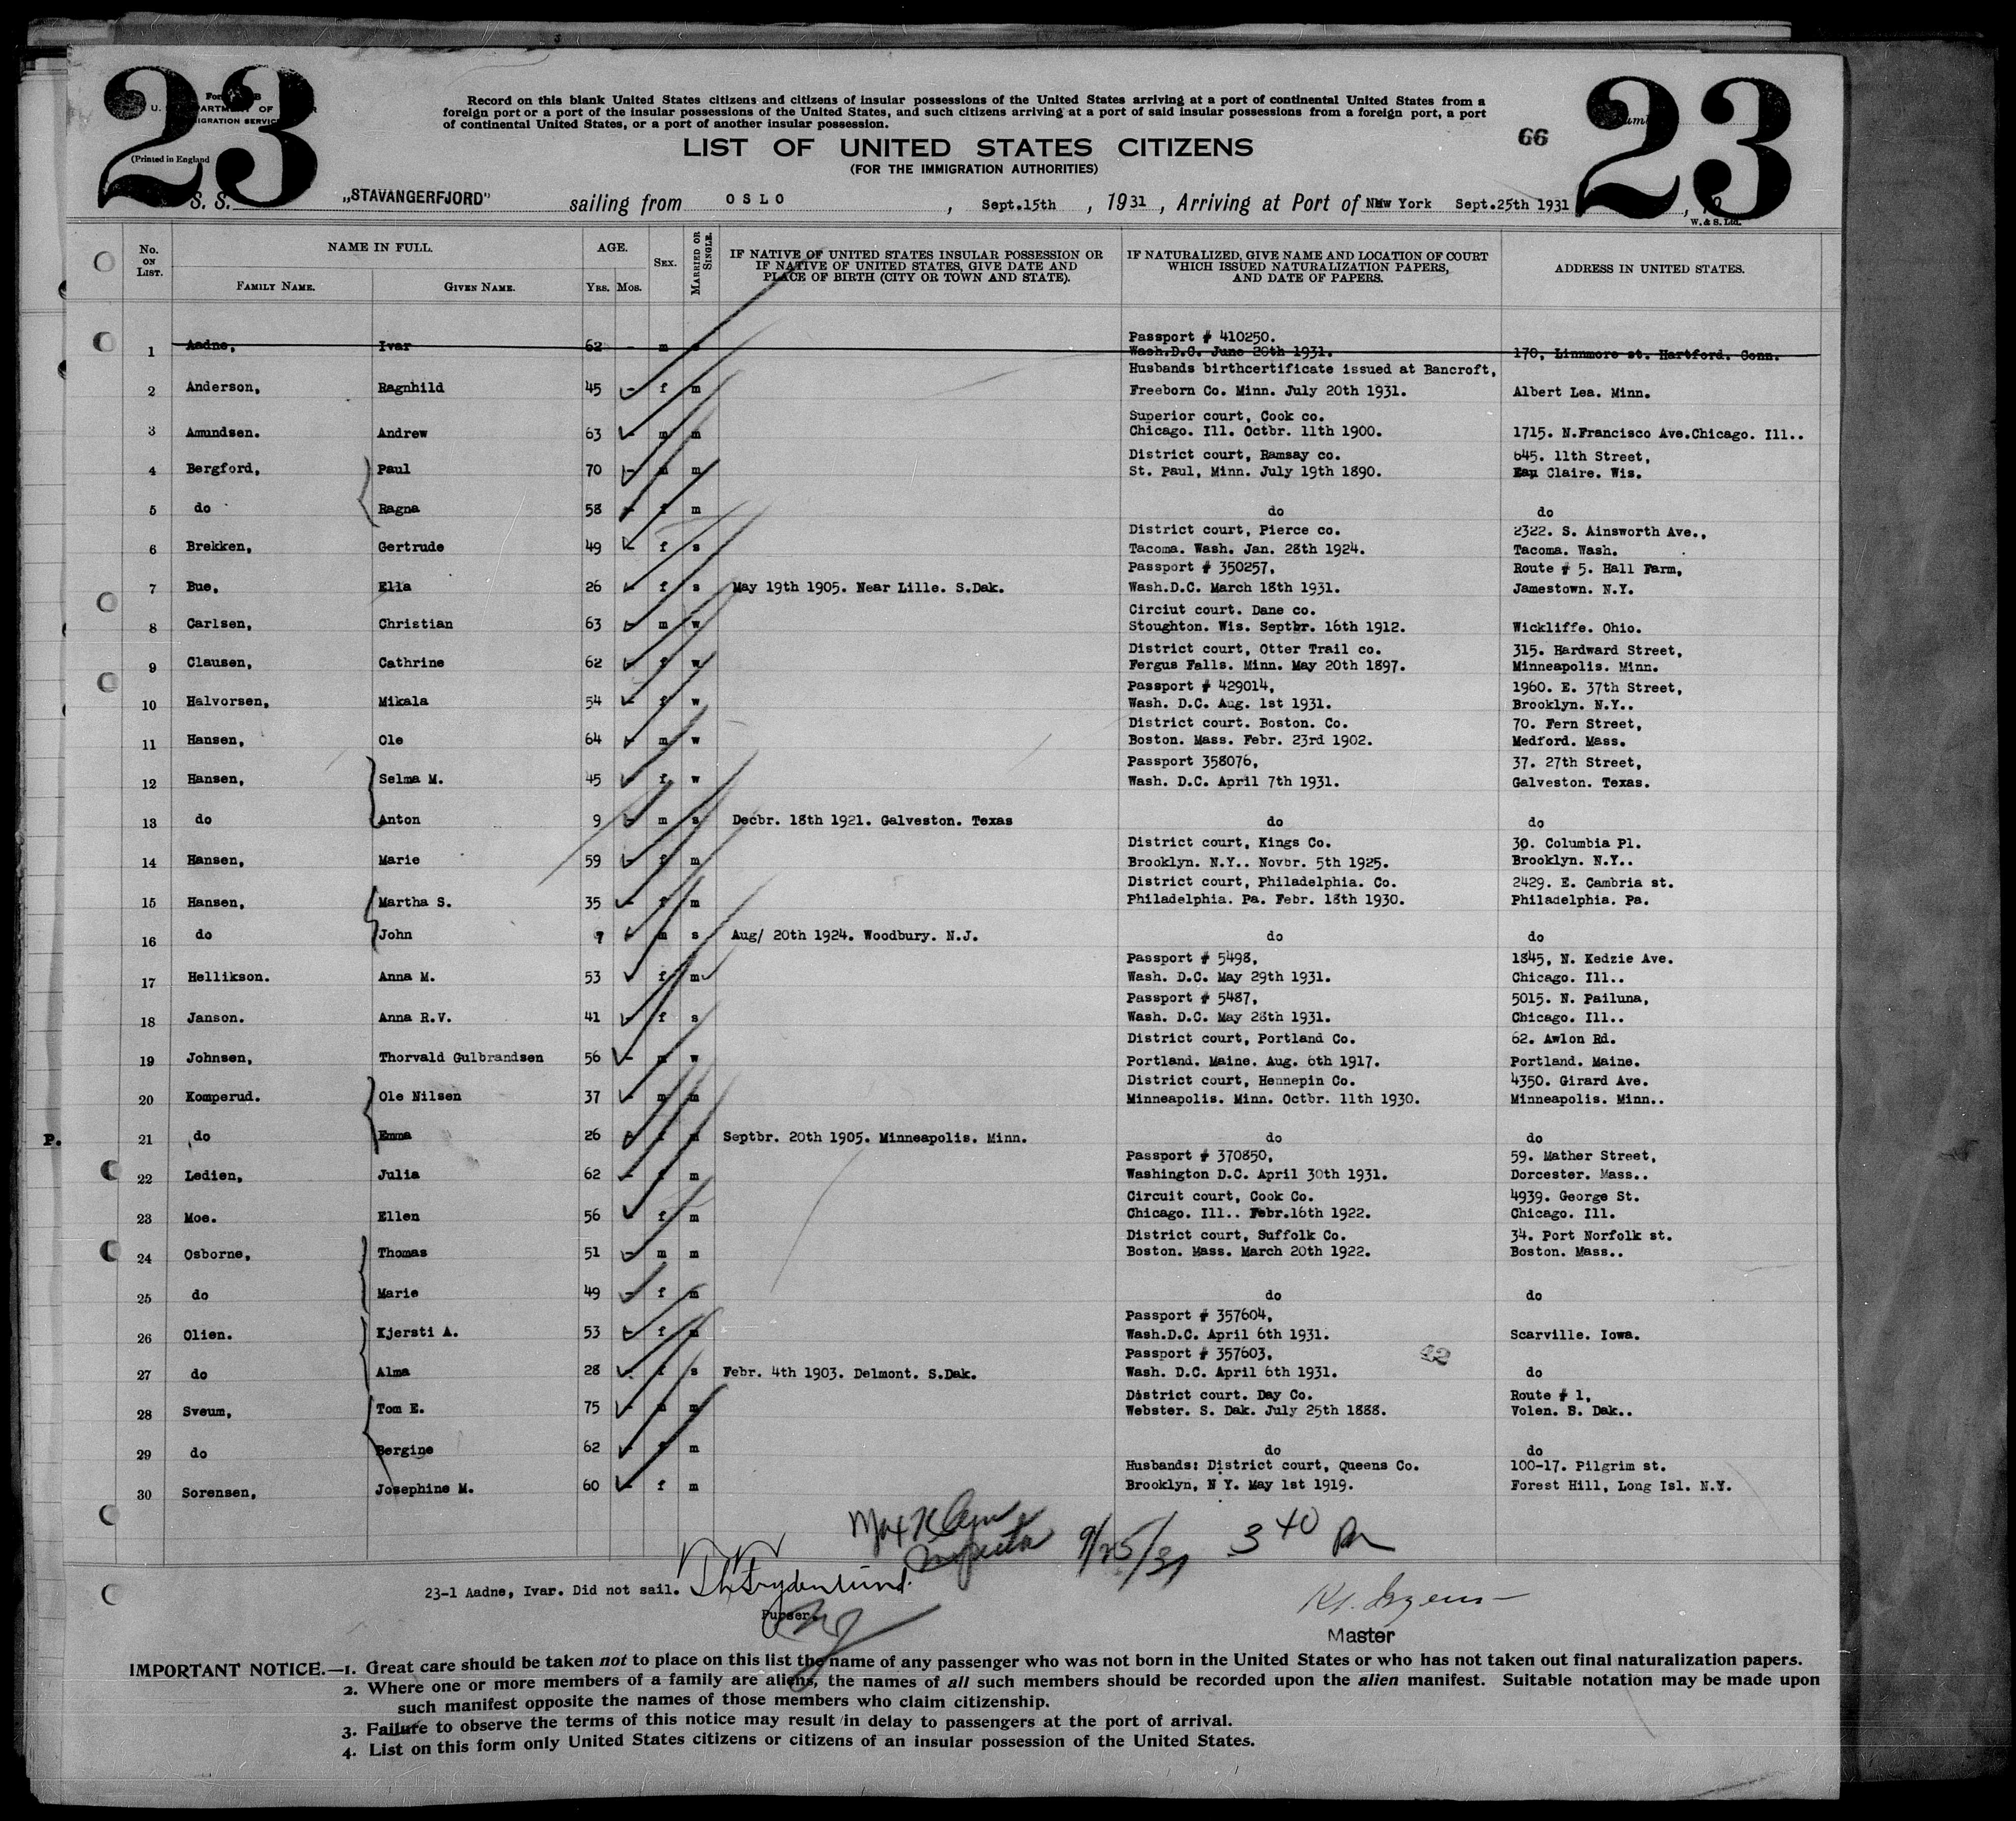 23
23
U. S. DEPARTMENT OF
IMMIGRATION SERVICE
(Printed in England
Record on this blank United States citizens and citizens of insular possessions of the United States arriving at a port of continental United States from a
foreign port or a port of the insular possessions of the United States, and such citizens arriving at a port of said insular possessions from a foreign port, a port
of continental United States, or a port of another insular possession.
66
LIST OF UNITED STATES CITIZENS
(FOR THE IMMIGRATION AUTHORITIES)
S. S. „STAVANGERFJORD" sailing from OSLO , Sept.15th , 1931 , Arriving at Port of New York Sept.25th 1931
W. & S. Ltd.
No. ON LIST. NAME IN FULL. FAMILY NAME. GIVEN NAME. AGE. YRS. MOS. SEX. MARRIED OR SINGLE. IF NATIVE OF UNITED STATES INSULAR POSSESSION OR IF NATIVE OF UNITED STATES, GIVE DATE AND PLACE OF BIRTH (CITY OR TOWN AND STATE). IF NATURALIZED, GIVE NAME AND LOCATION OF COURT WHICH ISSUED NATURALIZATION PAPERS, AND DATE OF PAPERS. ADDRESS IN UNITED STATES.
Passport # 410250.
1 Aadne, Ivar 62 - m s Wash.D.C. June 20th 1931. 170, Linnmore st. Hartford. Conn.
Husbands birthcertificate issued at Bancroft,
2 Anderson, Ragnhild 45 - f m Freeborn Co. Minn. July 20th 1931. Albert Lea. Minn.
Superior court, Cook co.
3 Amundsen. Andrew 63 - m m Chicago. Ill. Octbr. 11th 1900. 1715. N.Francisco Ave.Chicago. Ill..
District court, Ramsay co. 645. 11th Street,
4 Bergford, Paul 70 - m m St. Paul, Minn. July 19th 1890. Eau Claire. Wis.
5 do Ragna 58 - f m do do
District court, Pierce co. 2322. S. Ainsworth Ave.,
6 Brekken, Gertrude 49 - f s Tacoma. Wash. Jan. 28th 1924. Tacoma. Wash.
Passport # 350257, Route # 5. Hall Farm,
7 Bue, Ella 26 - f s May 19th 1905. Near Lille. S.Dak. Wash.D.C. March 18th 1931. Jamestown. N.Y.
Circiut court. Dane co.
8 Carlsen, Christian 63 - m w Stoughton. Wis. Septbr. 16th 1912. Wickliffe. Ohio.
District court, Otter Trail co. 315. Hardward Street,
9 Clausen, Cathrine 62 - f w Fergus Falls. Minn. May 20th 1897. Minneapolis. Minn.
Passport # 429014, 1960. E. 37th Street,
10 Halvorsen, Mikala 54 - f w Wash. D.C. Aug. 1st 1931. Brooklyn. N.Y..
District court. Boston. Co. 70. Fern Street,
11 Hansen, Ole 64 - m w Boston. Mass. Febr. 23rd 1902. Medford. Mass.
Passport 358076, 37. 27th Street,
12 Hansen, Selma M. 45 - f w Wash. D.C. April 7th 1931. Galveston. Texas.
13 do Anton 9 - m s Decbr. 18th 1921. Galveston. Texas do do
District court, Kings Co. 30. Columbia Pl.
14 Hansen, Marie 59 - f m Brooklyn. N.Y.. Novbr. 5th 1925. Brooklyn. N.Y..
District court, Philadelphia. Co. 2429. E. Cambria st.
15 Hansen, Martha S. 35 - f m Philadelphia. Pa. Febr. 18th 1930. Philadelphia. Pa.
16 do John 7 - m s Aug/ 20th 1924. Woodbury. N.J. do do
Passport # 5498, 1845, N. Kedzie Ave.
17 Hellikson. Anna M. 53 - f m Wash. D.C. May 29th 1931. Chicago. Ill..
Passport # 5487, 5015. N. Pailuna,
18 Janson. Anna R.V. 41 - f s Wash. D.C. May 28th 1931. Chicago. Ill..
District court, Portland Co. 62. Awlon Rd.
19 Johnsen, Thorvald Gulbrandsen 56 - m w Portland. Maine. Aug. 6th 1917. Portland. Maine.
District court, Hennepin Co. 4350. Girard Ave.
20 Komperud. Ole Nilsen 37 - m m Minneapolis. Minn. Octbr. 11th 1930. Minneapolis. Minn..
P. 21 do Emma 26 - f m Septbr. 20th 1905. Minneapolis. Minn. do do
Passport # 370850, 59. Mather Street,
22 Ledien, Julia 62 - f m Washington D.C. April 30th 1931. Dorcester. Mass..
Circuit court, Cook Co. 4939. George St.
23 Moe. Ellen 56 - f m Chicago. Ill.. Febr.16th 1922. Chicago. Ill.
District court, Suffolk Co. 34. Port Norfolk st.
24 Osborne, Thomas 51 - m m Boston. Mass. March 20th 1922. Boston. Mass..
25 do Marie 49 - f m do do
Passport # 357604,
26 Olien. Kjersti A. 53 - f m Wash.D.C. April 6th 1931. Scarville. Iowa.
Passport # 357603,
27 do Alma 28 - f s Febr. 4th 1903. Delmont. S.Dak. Wash. D.C. April 6th 1931. do
District court. Day Co. Route # 1,
28 Sveum, Tom E. 75 - m m Webster. S. Dak. July 25th 1888. Volen. S. Dak..
29 do Bergine 62 - f m do do
Husbands: District court, Queens Co. 100-17. Pilgrim st.
30 Sorensen, Josephine M. 60 - f m Brooklyn, N Y. May 1st 1919. Forest Hill, Long Isl. N.Y.
Inspector 9/25/31 3 40 Pm
23-1 Aadne, Ivar. Did not sail.
Purser.
Master
IMPORTANT NOTICE.—1. Great care should be taken not to place on this list the name of any passenger who was not born in the United States or who has not taken out final naturalization papers.
2. Where one or more members of a family are aliens, the names of all such members should be recorded upon the alien manifest. Suitable notation may be made upon
such manifest opposite the names of those members who claim citizenship.
3. Failure to observe the terms of this notice may result in delay to passengers at the port of arrival.
4. List on this form only United States citizens or citizens of an insular possession of the United States.